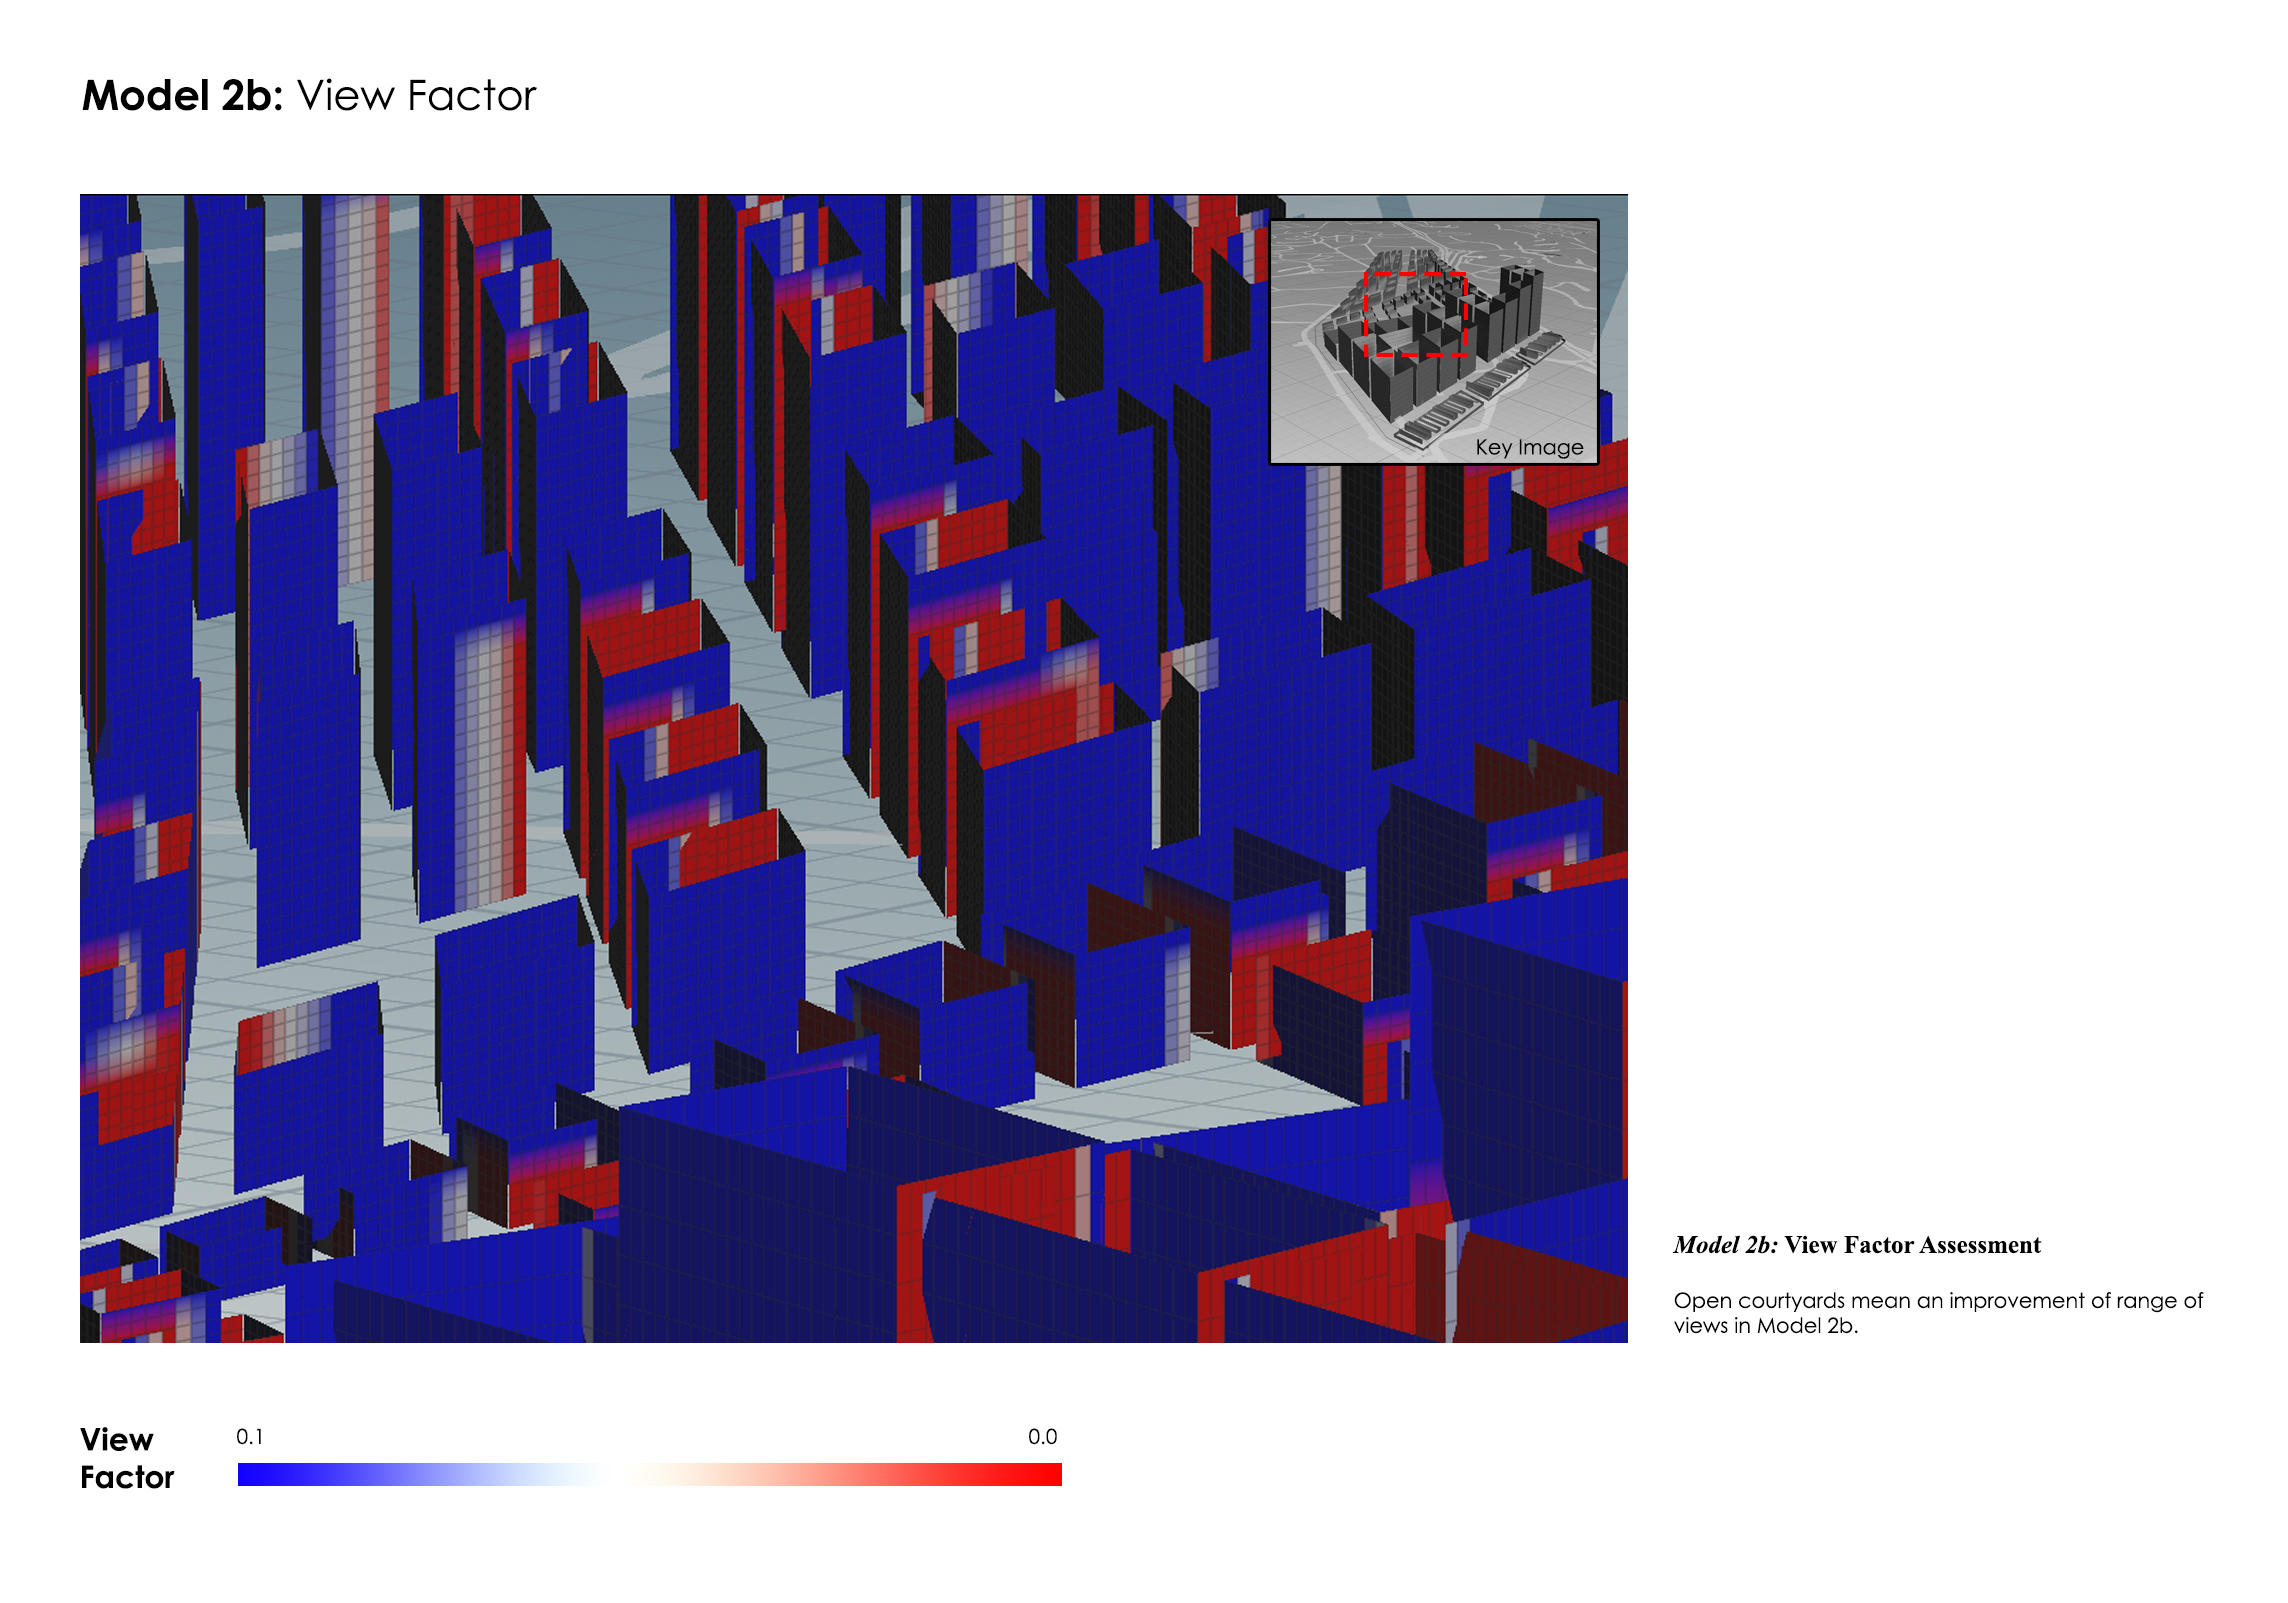 Model 2b: View Factor
Key Image
Model 2b: View Factor Assessment
Open courtyards mean an improvement of range of
views in Model 2b.
View
Factor
0.1
0.0